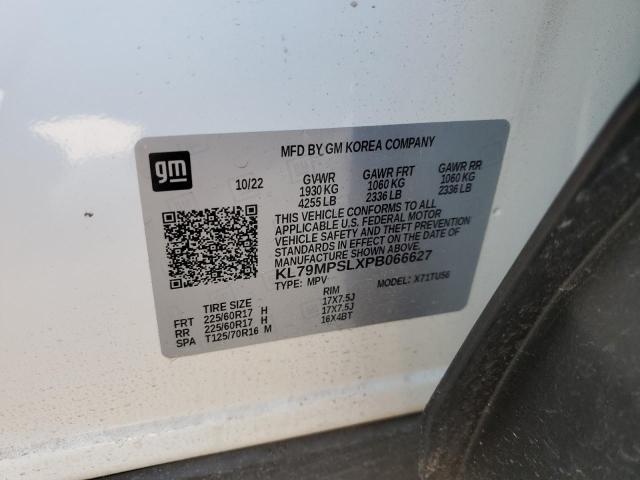 MFD BY GM KOREA COMPANY
gm
10/22
GVWR GAWR FRT GAWR RR
1930 KG 1060 KG 1060 KG
4255 LB 2336 LB 2336 LB
THIS VEHICLE CONFORMS TO ALL
APPLICABLE U.S. FEDERAL MOTOR
VEHICLE SAFETY AND THEFT PREVENTION
STANDARDS IN EFFECT ON THE DATE OF
MANUFACTURE SHOWN ABOVE.
KL79MPSLXPB066627
TYPE: MPV MODEL: X71TU56
TIRE SIZE RIM
FRT 225/60R17 H 17X7.5J
RR 225/60R17 H 17X7.5J
SPA T125/70R16 M 16X4BT